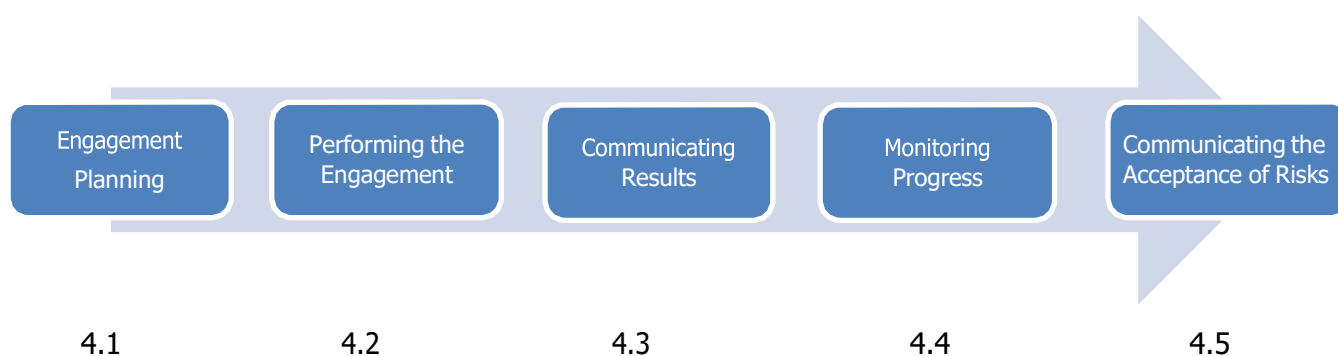 Engagement
Planning
Performing the
Engagement
Communicating
Results
Monitoring
Progress
Communicating the
Acceptance of Risks
4.1
4.2
4.3
4.4
4.5